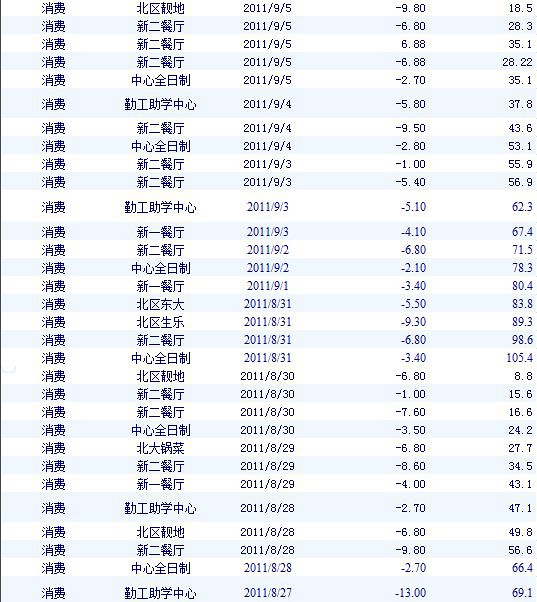 消费 北区靓地 2011/9/5 -9.80 18.5
消费 新二餐厅 2011/9/5 -6.80 28.3
消费 新二餐厅 2011/9/5 6.88 35.1
消费 新二餐厅 2011/9/5 -6.88 28.22
消费 中心全日制 2011/9/5 -2.70 35.1
消费 勤工助学中心 2011/9/4 -5.80 37.8
消费 新二餐厅 2011/9/4 -9.50 43.6
消费 中心全日制 2011/9/4 -2.80 53.1
消费 新二餐厅 2011/9/3 -1.00 55.9
消费 新二餐厅 2011/9/3 -5.40 56.9
消费 勤工助学中心 2011/9/3 -5.10 62.3
消费 新一餐厅 2011/9/3 -4.10 67.4
消费 新二餐厅 2011/9/2 -6.80 71.5
消费 中心全日制 2011/9/2 -2.10 78.3
消费 新一餐厅 2011/9/1 -3.40 80.4
消费 北区东大 2011/8/31 -5.50 83.8
消费 北区生乐 2011/8/31 -9.30 89.3
消费 新二餐厅 2011/8/31 -6.80 98.6
消费 中心全日制 2011/8/31 -3.40 105.4
消费 北区靓地 2011/8/30 -6.80 8.8
消费 新二餐厅 2011/8/30 -1.00 15.6
消费 新二餐厅 2011/8/30 -7.60 16.6
消费 中心全日制 2011/8/30 -3.50 24.2
消费 北大锅菜 2011/8/29 -6.80 27.7
消费 新二餐厅 2011/8/29 -8.60 34.5
消费 新一餐厅 2011/8/29 -4.00 43.1
消费 勤工助学中心 2011/8/28 -2.70 47.1
消费 北区靓地 2011/8/28 -6.80 49.8
消费 新二餐厅 2011/8/28 -9.80 56.6
消费 中心全日制 2011/8/28 -2.70 66.4
消费 勤工助学中心 2011/8/27 -13.00 69.1